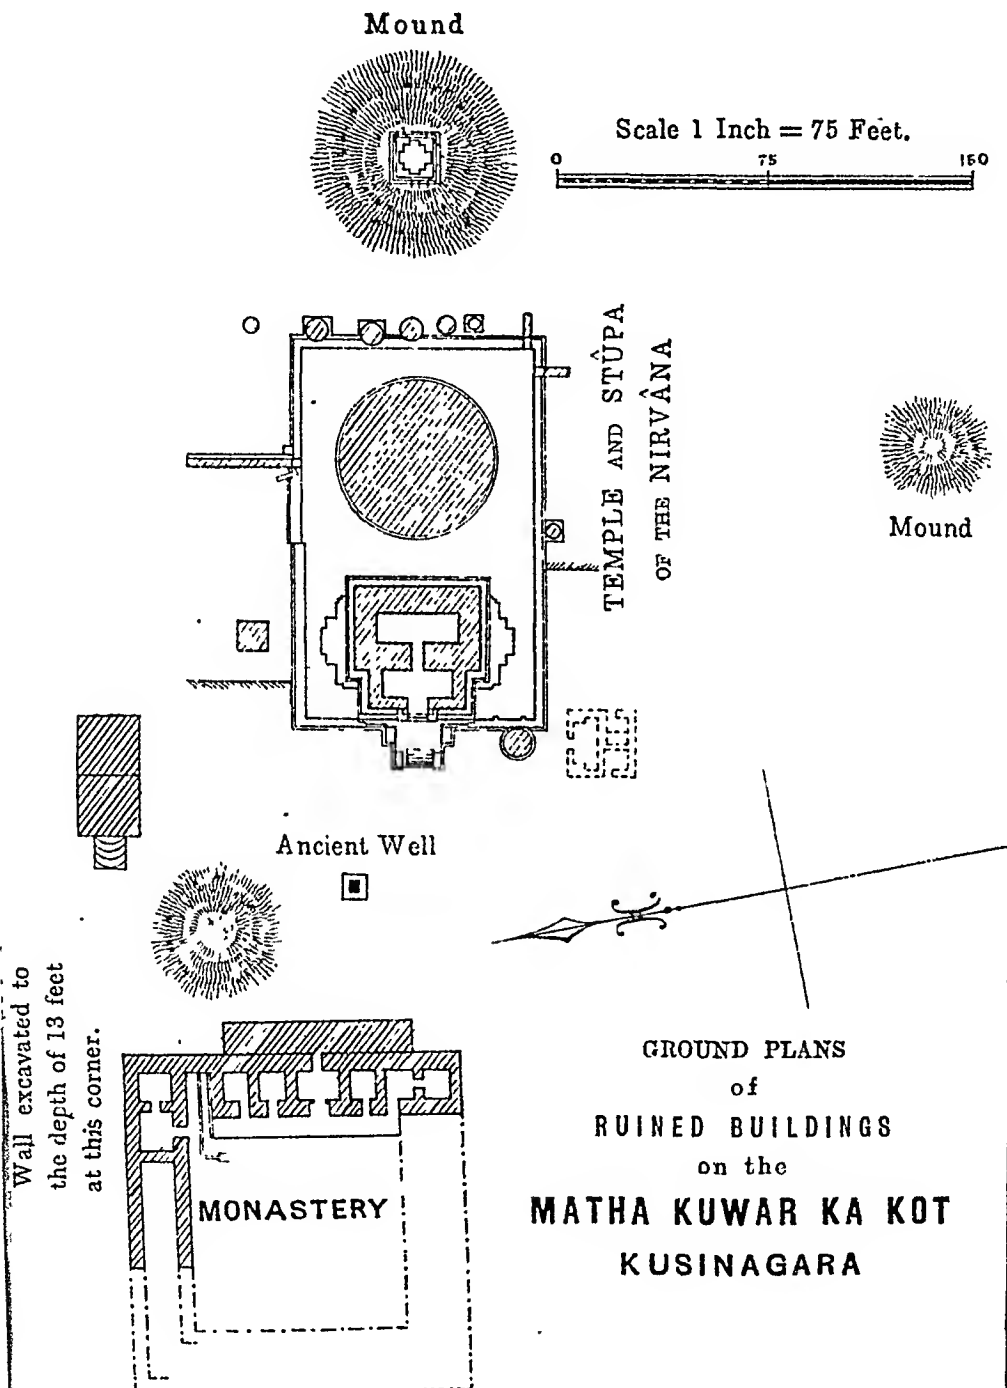 Mound
Scale 1 Inch = 75 Feet.
0 75 150
TEMPLE AND STÛPA
OF THE NIRVÂNA
Mound
Ancient Well
Wall excavated to
the depth of 13 feet
at this corner.
MONASTERY
GROUND PLANS
of
RUINED BUILDINGS
on the
MATHA KUWAR KA KOT
KUSINAGARA